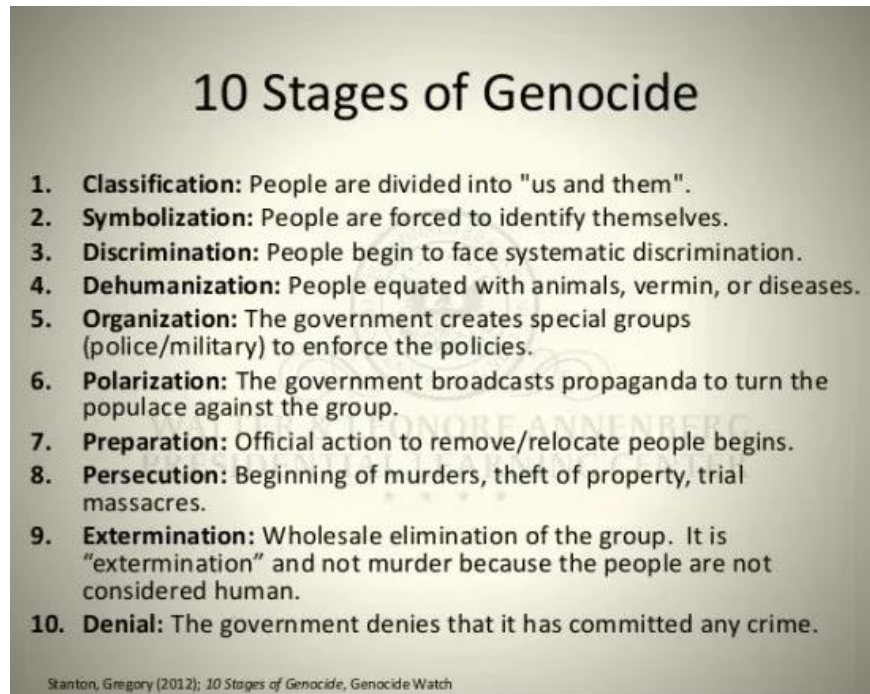 10 Stages of Genocide
1. Classification: People are divided into "us and them".
2. Symbolization: People are forced to identify themselves.
3. Discrimination: People begin to face systematic discrimination.
4. Dehumanization: People equated with animals, vermin, or diseases.
5. Organization: The government creates special groups
(police/military) to enforce the policies.
6. Polarization: The government broadcasts propaganda to turn the
populace against the group.
WALTER & LEONORE ANNENBERG
7. Preparation: Official action to remove/relocate people begins.
PRESIDENTIAL LEARNING CENTER
8. Persecution: Beginning of murders, theft of property, trial
massacres.
9. Extermination: Wholesale elimination of the group. It is
“extermination” and not murder because the people are not
considered human.
10. Denial: The government denies that it has committed any crime.
Stanton, Gregory (2012); 10 Stages of Genocide, Genocide Watch